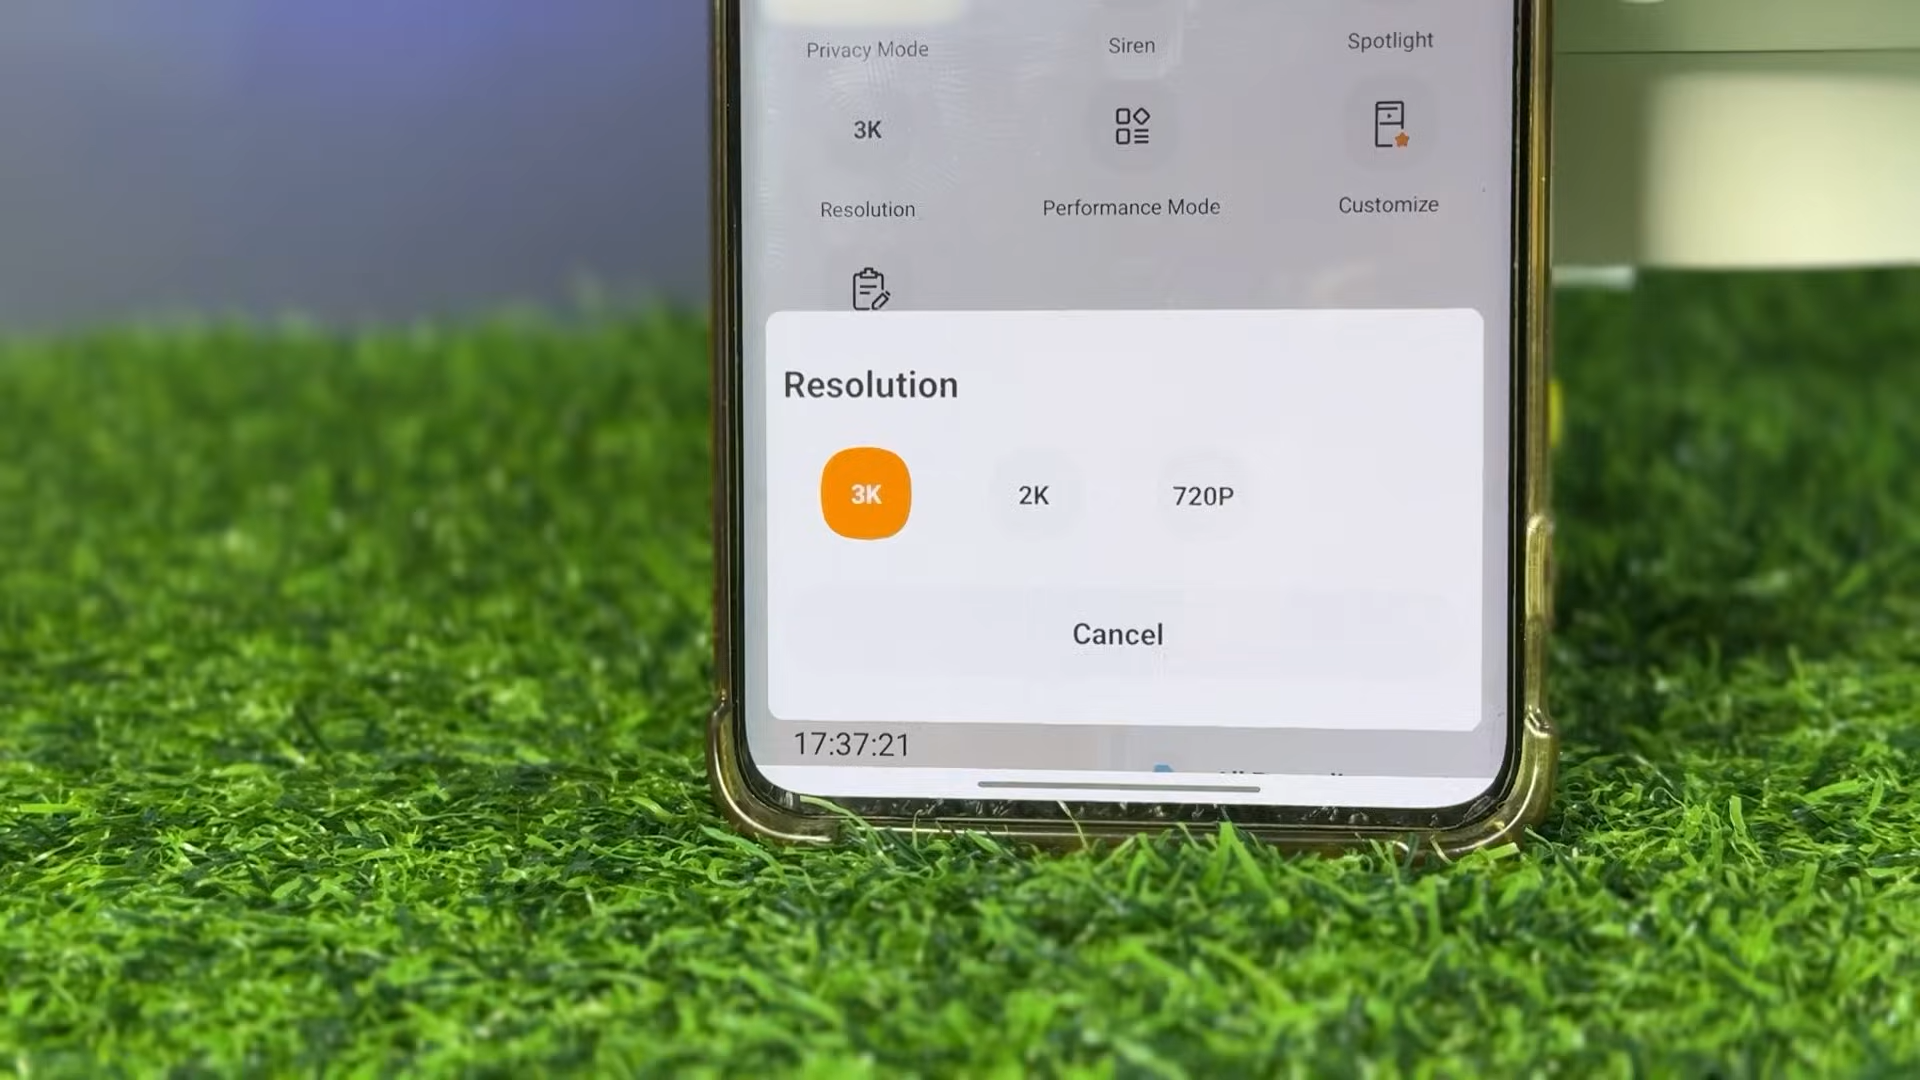 Privacy Mode
Siren
Spotlight
3K
Resolution
Performance Mode
Customize
Resolution
3K
2K
720P
Cancel
17:37:21